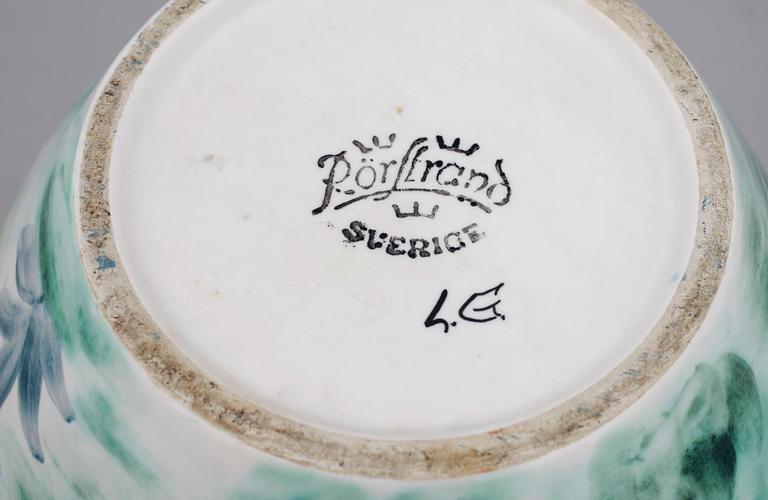 Rörstrand
SVERIGE
L.E.